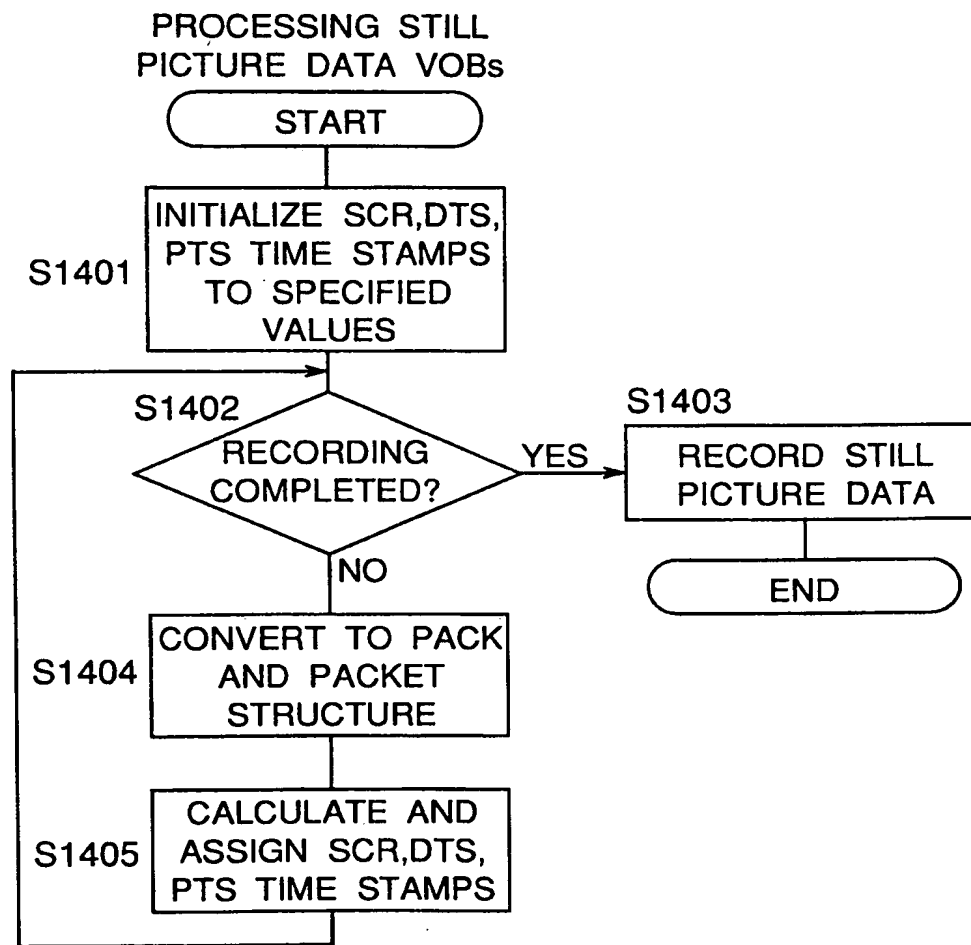 PROCESSING STILL
PICTURE DATA VOBs
START
S1401
INITIALIZE SCR,DTS,
PTS TIME STAMPS
TO SPECIFIED
VALUES
S1402
RECORDING
COMPLETED?
YES
S1403
RECORD STILL
PICTURE DATA
END
NO
S1404
CONVERT TO PACK
AND PACKET
STRUCTURE
S1405
CALCULATE AND
ASSIGN SCR,DTS,
PTS TIME STAMPS